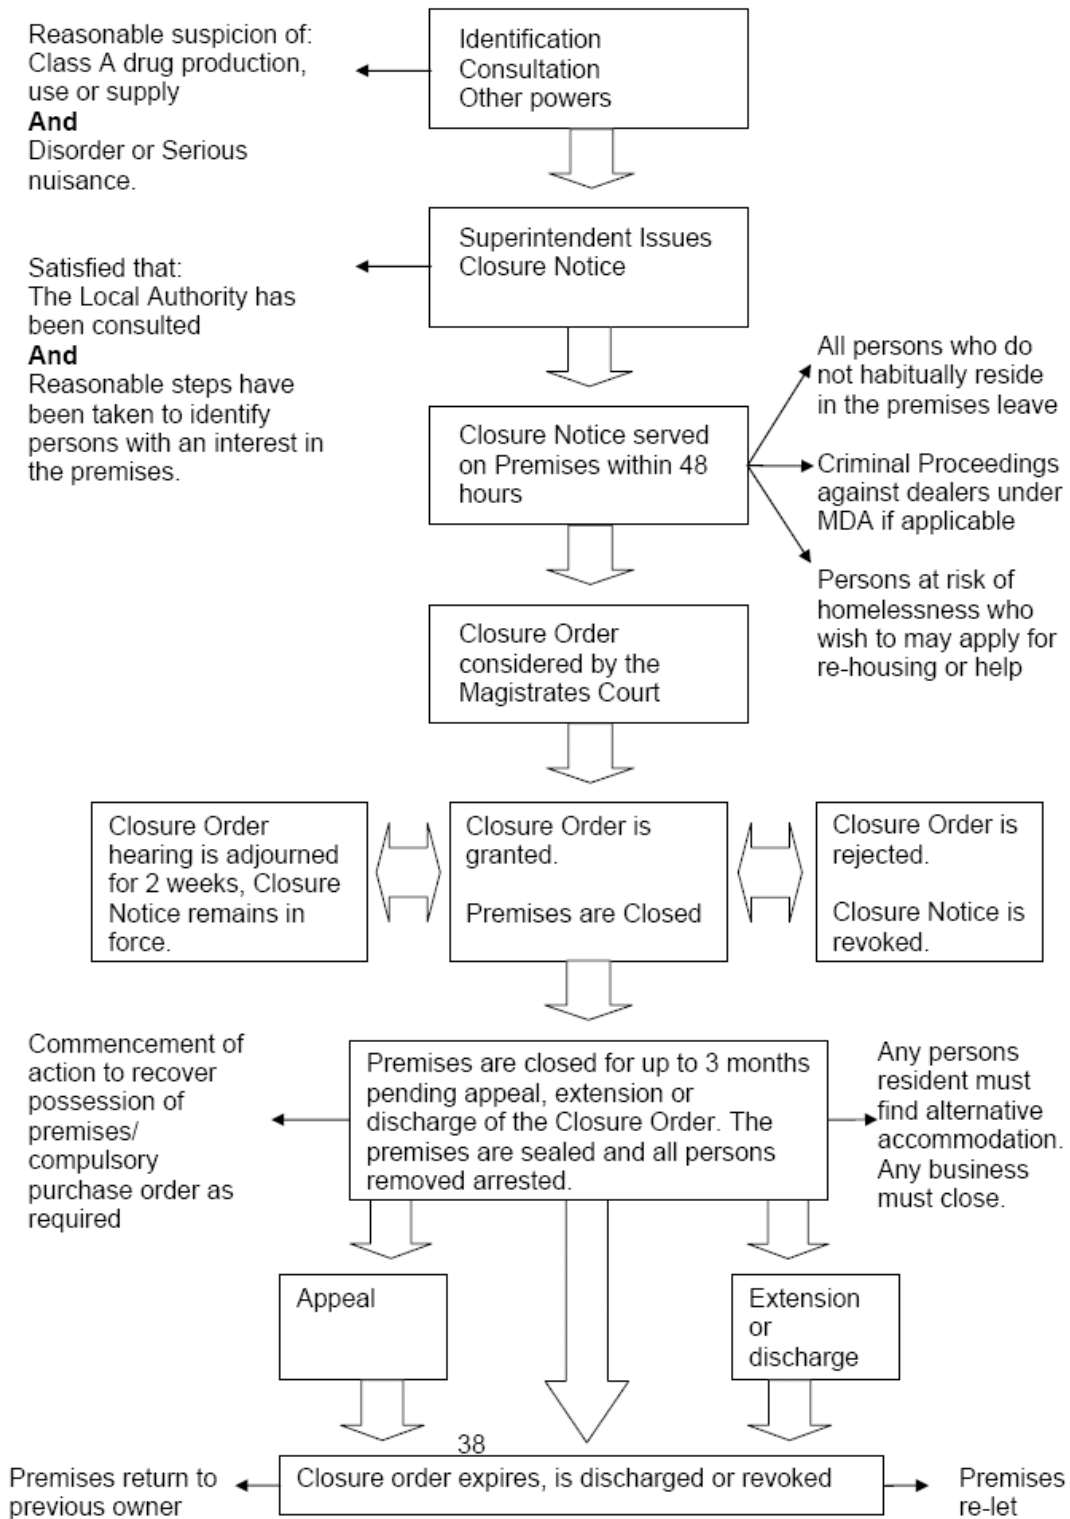 Reasonable suspicion of:
Class A drug production,
use or supply
And
Disorder or Serious
nuisance.
Identification
Consultation
Other powers
Superintendent Issues
Closure Notice
Satisfied that:
The Local Authority has
been consulted
And
Reasonable steps have
been taken to identify
persons with an interest in
the premises.
Closure Notice served
on Premises within 48
hours
All persons who do
not habitually reside
in the premises leave
Criminal Proceedings
against dealers under
MDA if applicable
Persons at risk of
homelessness who
wish to may apply for
re-housing or help
Closure Order
considered by the
Magistrates Court
Closure Order
hearing is adjourned
for 2 weeks, Closure
Notice remains in
force.
Closure Order is
granted.
Premises are Closed
Closure Order is
rejected.
Closure Notice is
revoked.
Commencement of
action to recover
possession of
premises/
compulsory
purchase order as
required
Premises are closed for up to 3 months
pending appeal, extension or
discharge of the Closure Order. The
premises are sealed and all persons
removed arrested.
Any persons
resident must
find alternative
accommodation.
Any business
must close.
Appeal
Extension
or
discharge
38
Premises return to
previous owner
Closure order expires, is discharged or revoked
Premises
re-let